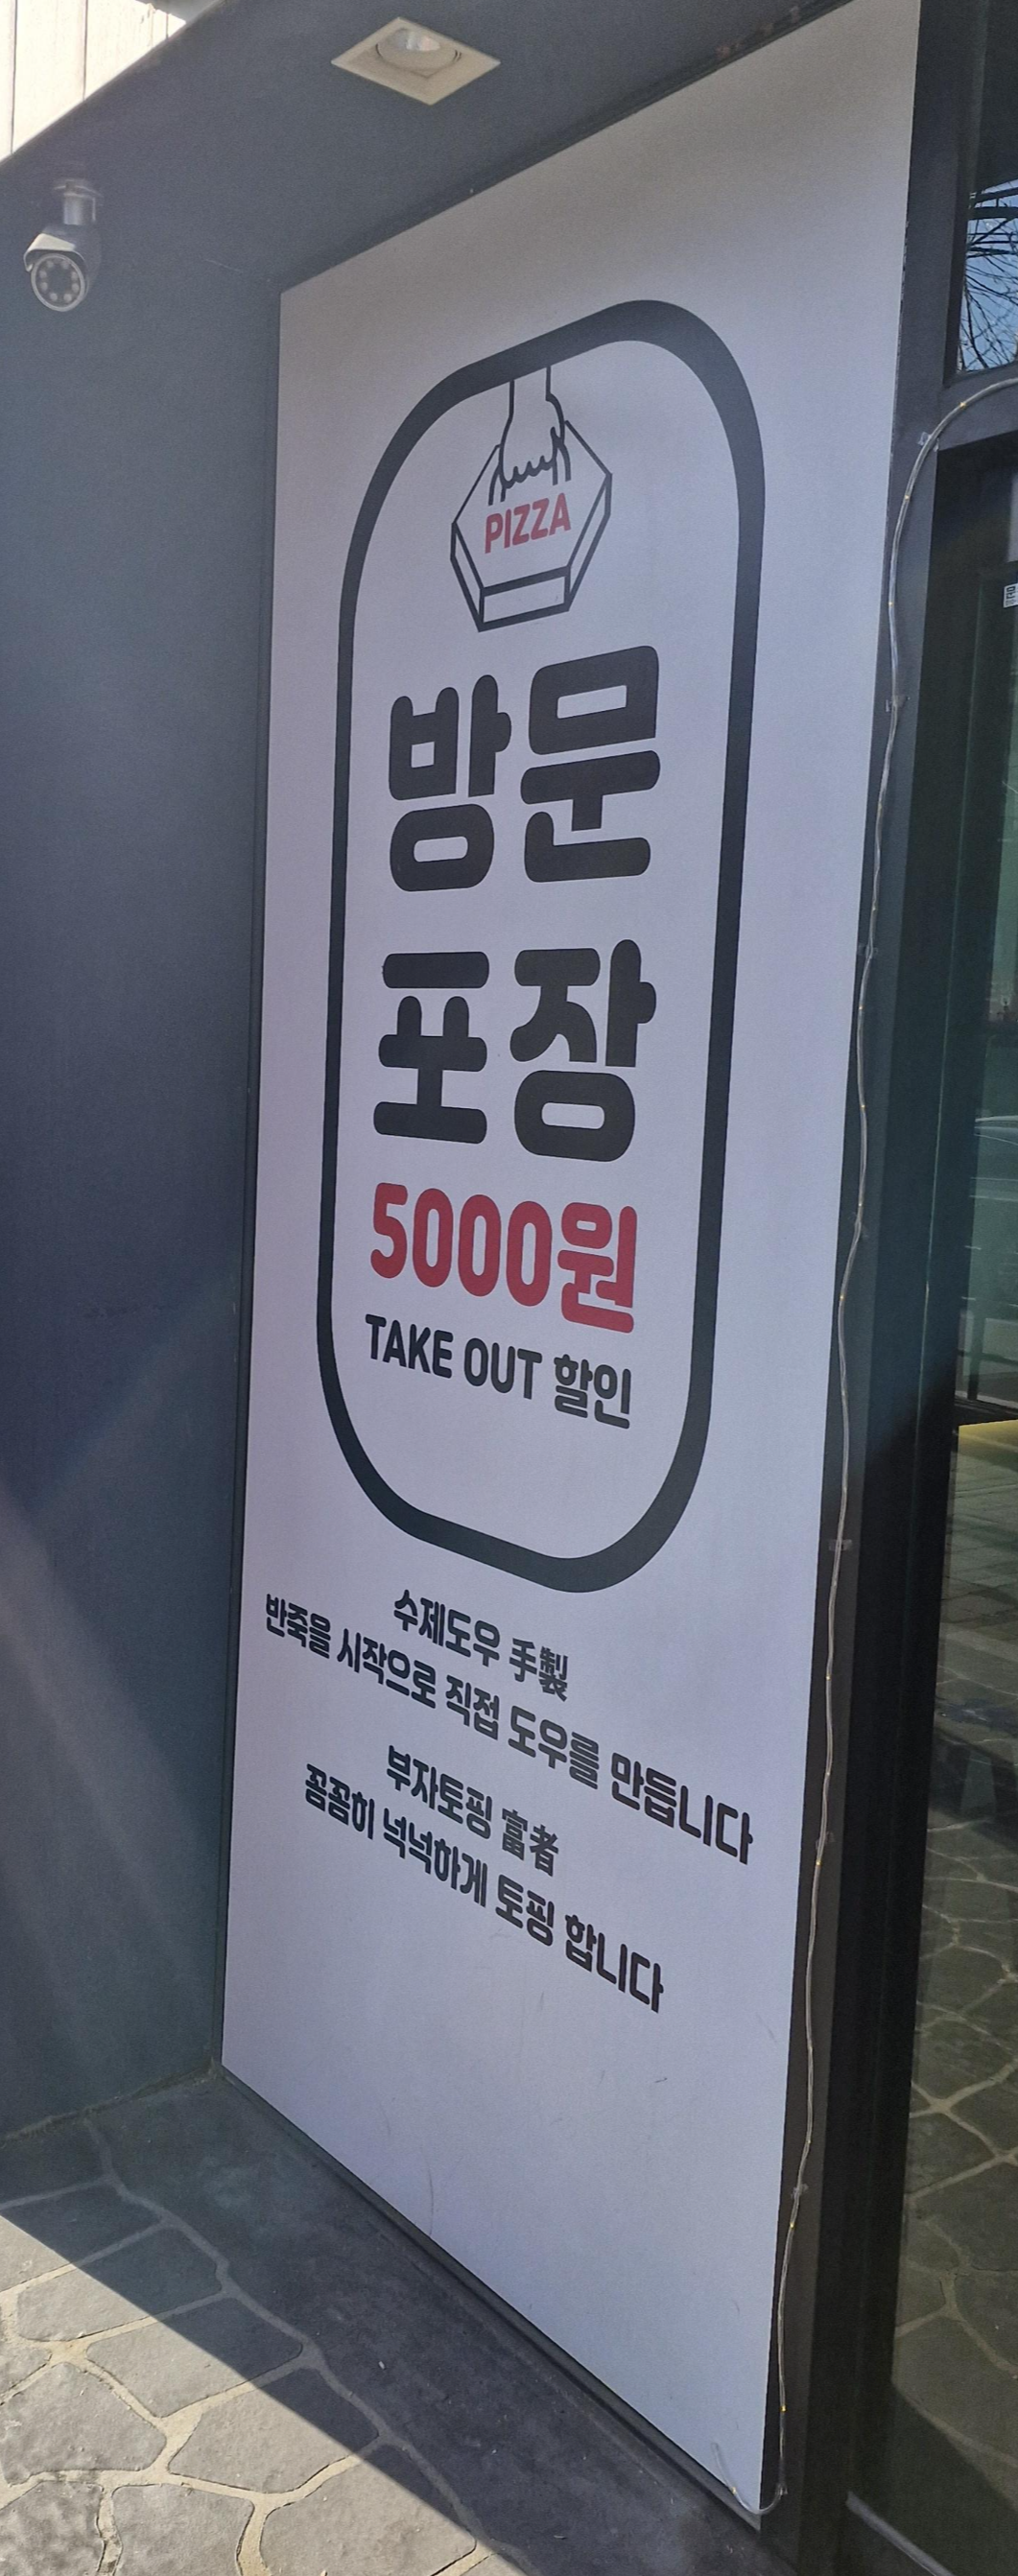 PIZZA
방문
포장
5000원
TAKE OUT 할인
수제도우 手製
반죽을 시작으로 직접 도우를 만듭니다
부자토핑 富者
꼼꼼히 넉넉하게 토핑 합니다
문